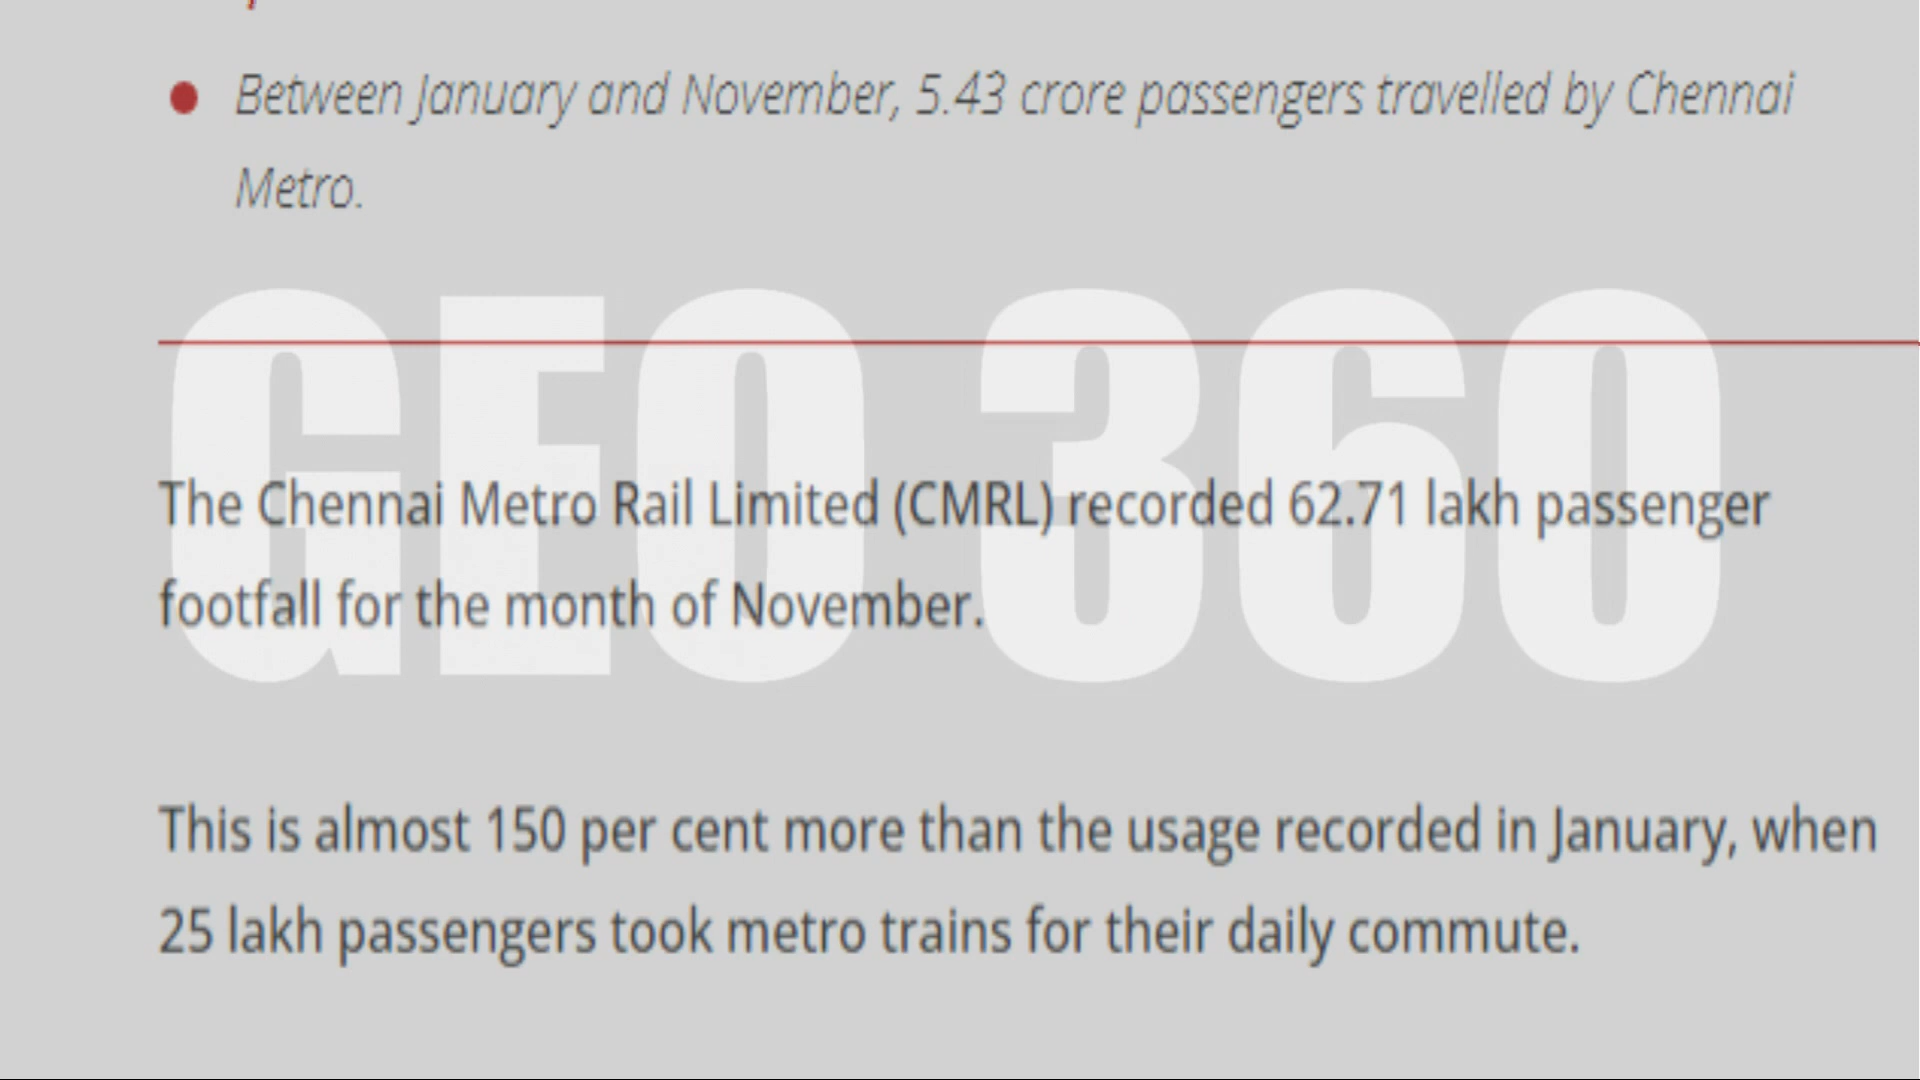 Between January and November, 5.43 crore passengers travelled by Chennai
Metro.
GEO 360
The Chennai Metro Rail Limited (CMRL) recorded 62.71 lakh passenger
footfall for the month of November.
This is almost 150 per cent more than the usage recorded in January, when
25 lakh passengers took metro trains for their daily commute.